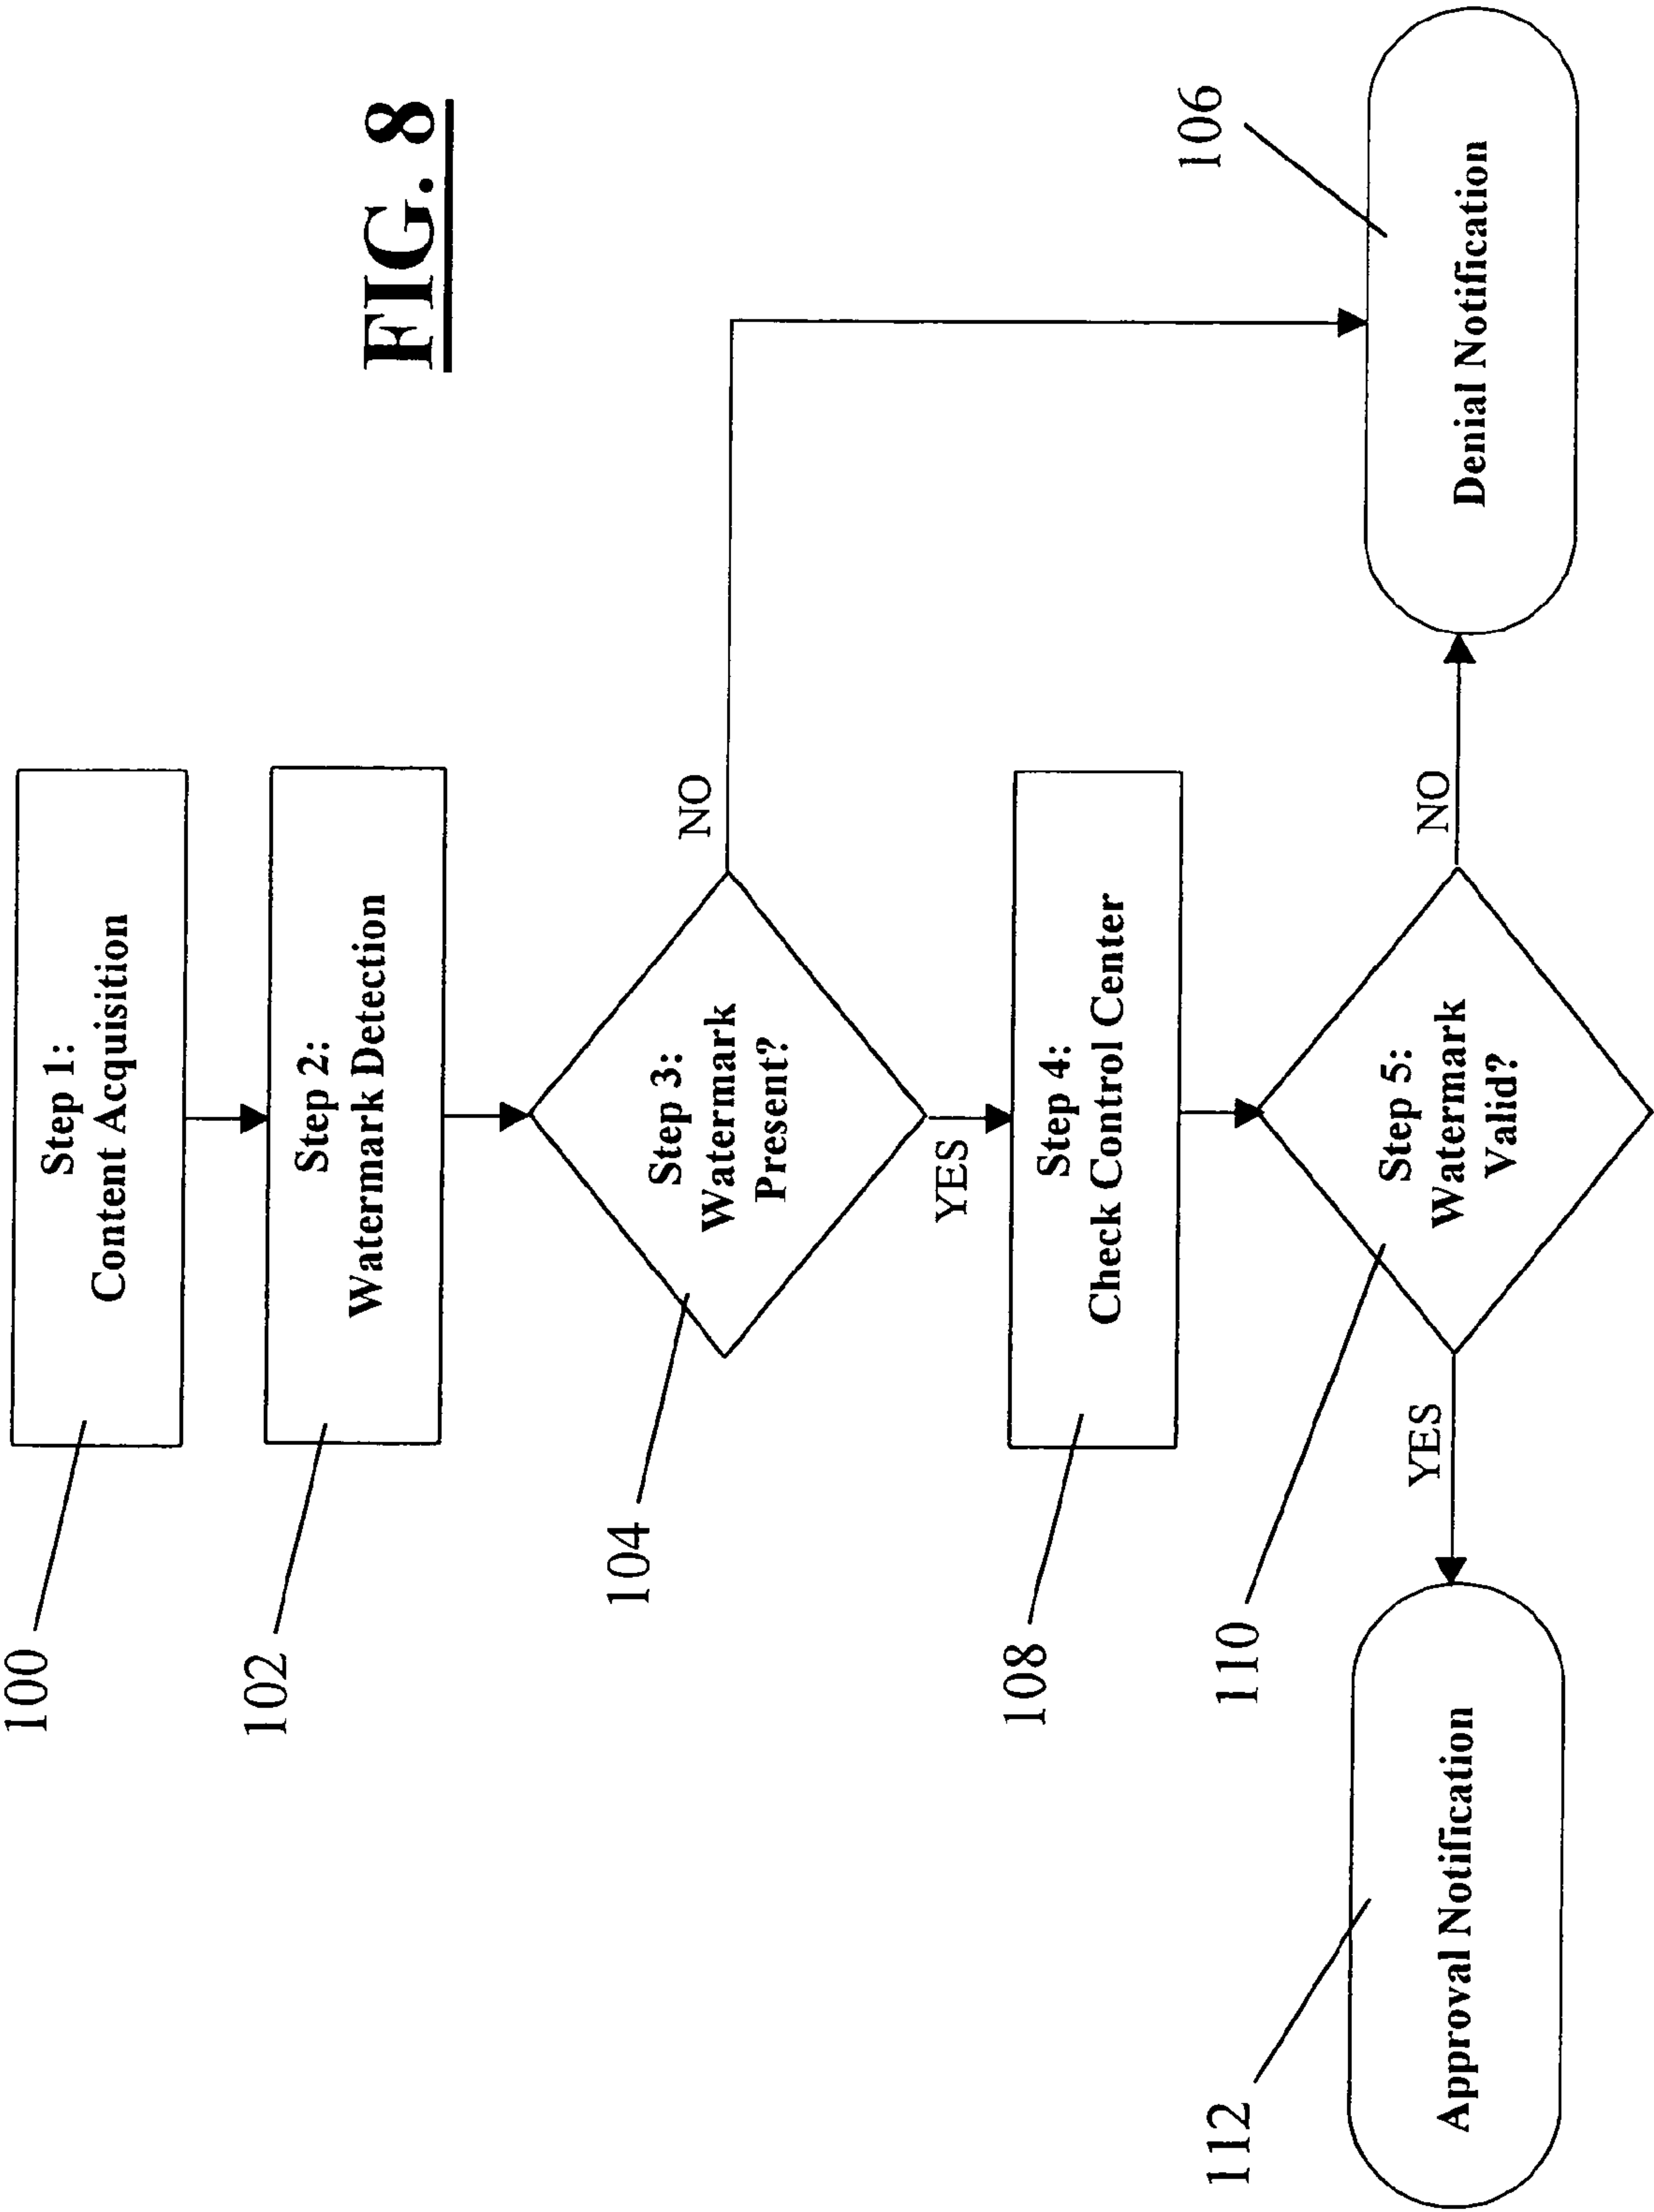 FIG. 8
100
Step 1:
Content Acquisition
102
Step 2:
Watermark Detection
104
Step 3:
Watermark
Present?
NO
YES
108
Step 4:
Check Control Center
110
Step 5:
Watermark
Valid?
YES
NO
112
Approval Notification
106
Denial Notification